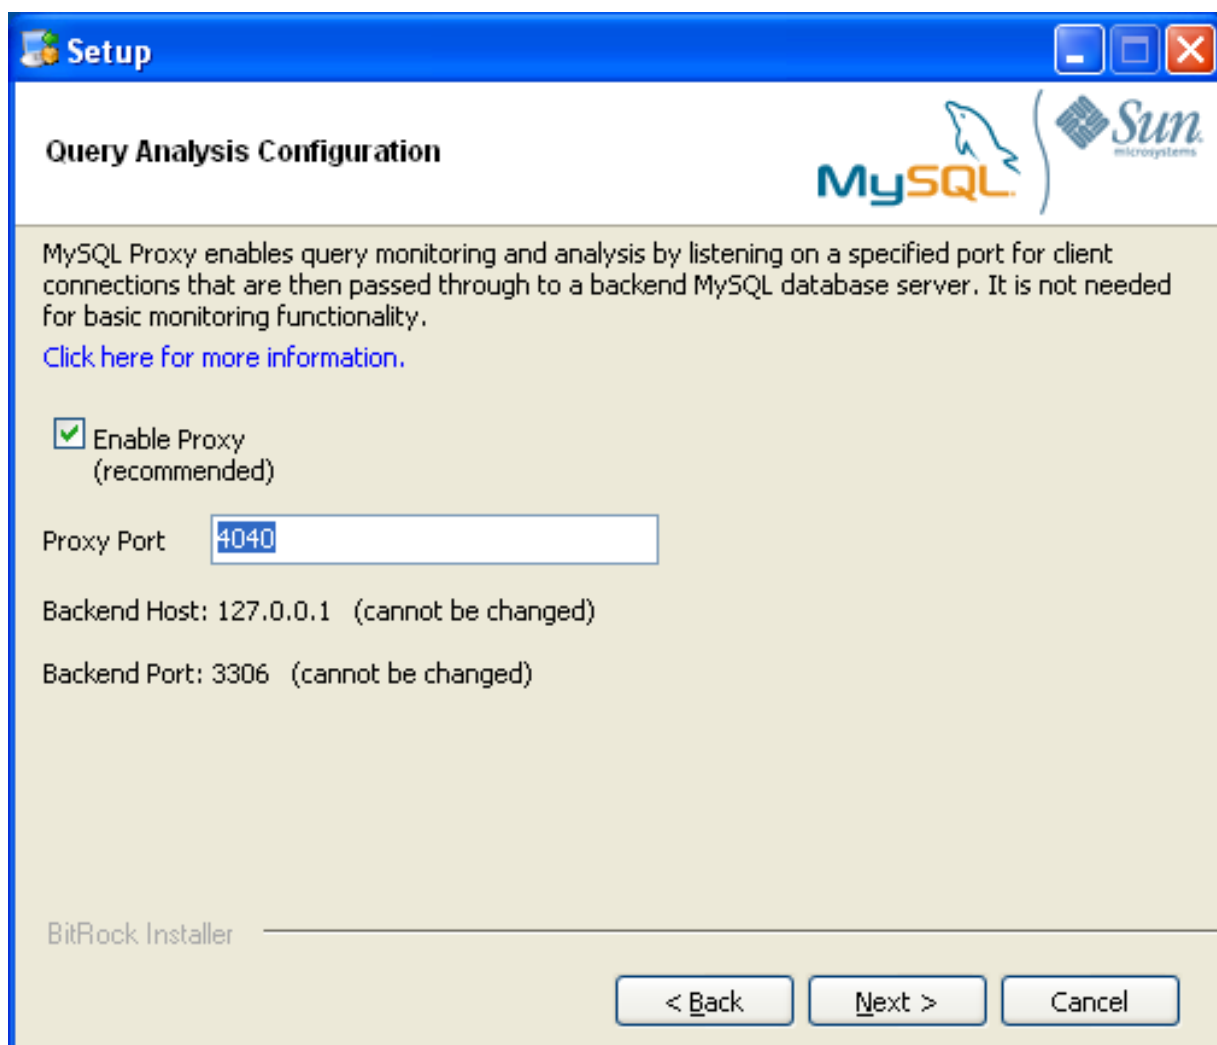 Setup
Query Analysis Configuration
MySQL.
Sun
microsystems
MySQL Proxy enables query monitoring and analysis by listening on a specified port for client
connections that are then passed through to a backend MySQL database server. It is not needed
for basic monitoring functionality.
Click here for more information.
Enable Proxy
(recommended)
Proxy Port 4040
Backend Host: 127.0.0.1 (cannot be changed)
Backend Port: 3306 (cannot be changed)
BitRock Installer
< Back Next > Cancel